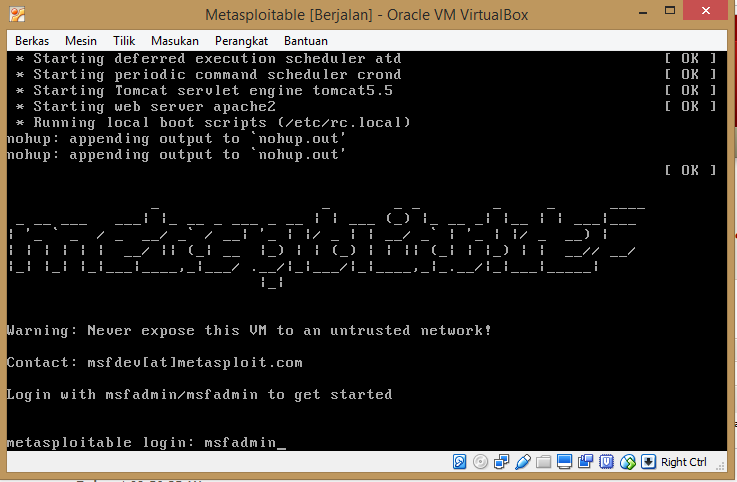 Metasploitable [Berjalan] - Oracle VM VirtualBox
Berkas Mesin Tilik Masukan Perangkat Bantuan
* Starting deferred execution scheduler atd [ OK ]
* Starting periodic command scheduler crond [ OK ]
* Starting Tomcat servlet engine tomcat5.5 [ OK ]
* Starting web server apache2 [ OK ]
* Running local boot scripts (/etc/rc.local)
nohup: appending output to `nohup.out'
nohup: appending output to `nohup.out'
[ OK ]
metasploitable2
Warning: Never expose this VM to an untrusted network!
Contact: msfdev[at]metasploit.com
Login with msfadmin/msfadmin to get started
metasploitable login: msfadmin_
Right Ctrl